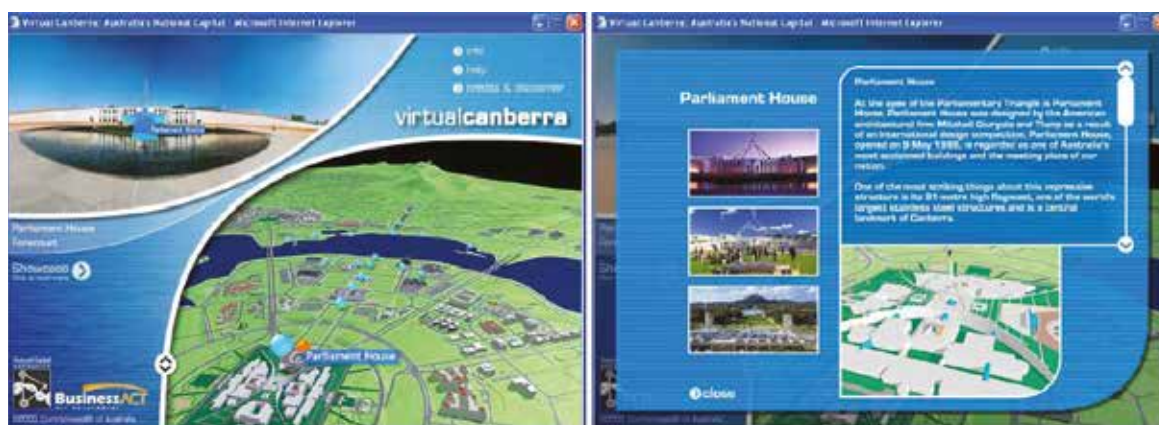 Virtual Canberra: Australia's National Capital - Microsoft Internet Explorer
info
help
virtualcanberra
Parliament House
Parliament House
Forecourt
Showcase
Parliament House
BusinessACT
Commonwealth of Australia
Virtual Canberra: Australia's National Capital - Microsoft Internet Explorer
Parliament House
close
Parliament House
At the apex of the Parliamentary Triangle is Parliament
House. Parliament House was designed by the American
architectural firm Mitchell Giurgola and Thorp as a result
of an international design competition. Parliament House,
opened on 9 May 1988, is regarded as one of Australia's
most acclaimed buildings and the meeting place of our
nation.
One of the most striking things about this impressive
structure is its 81 metre high flagmast, one of the world's
largest stainless steel structures and is a central
landmark of Canberra.